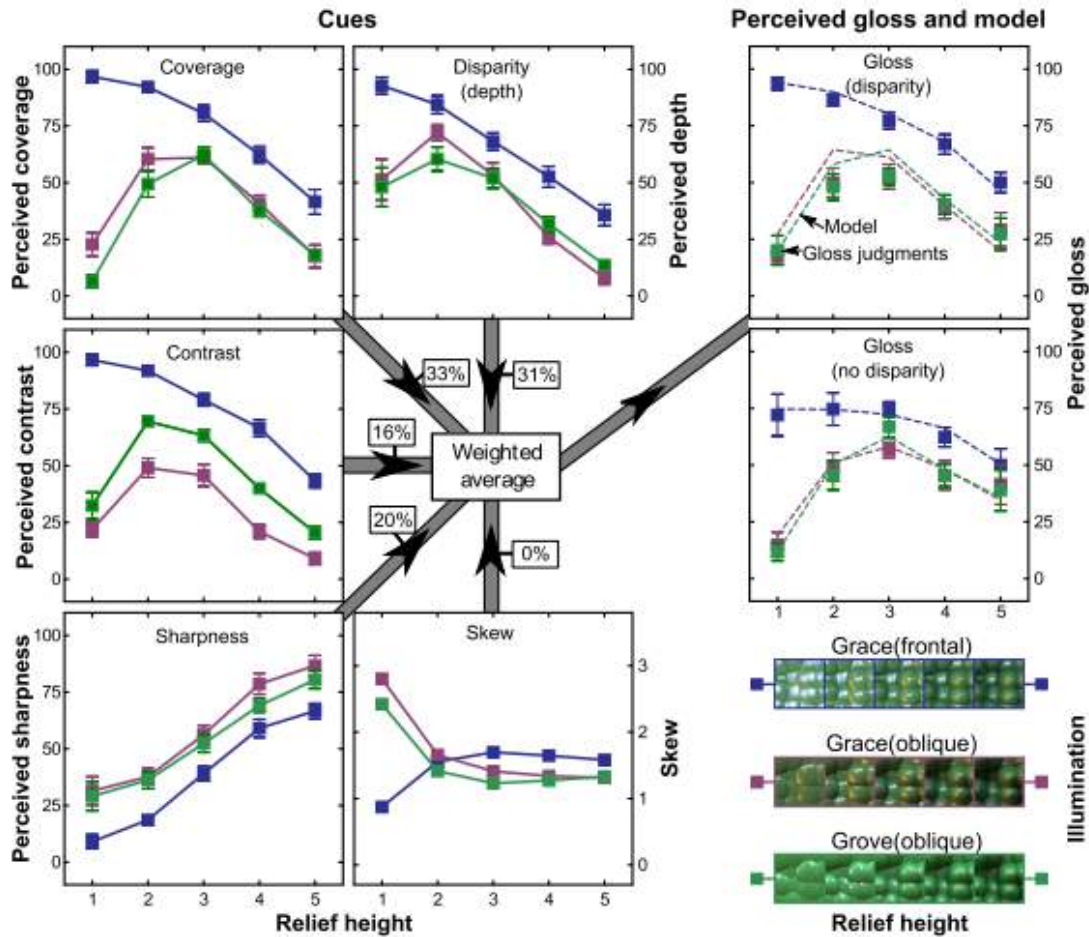 Cues
Perceived gloss and model
Coverage
100
75
50
25
0
Perceived coverage
Disparity
(depth)
100
75
50
25
0
Perceived depth
Gloss
(disparity)
100
75
50
25
0
Model
Gloss judgments
Perceived gloss
Contrast
100
75
50
25
0
Perceived contrast
33%
31%
16%
Weighted
average
20%
0%
Gloss
(no disparity)
100
75
50
25
0
1 2 3 4 5
Sharpness
100
75
50
25
0
Perceived sharpness
1 2 3 4 5
Skew
3
2
1
0
Skew
1 2 3 4 5
Relief height
Grace(frontal)
Grace(oblique)
Grove(oblique)
Illumination
Relief height